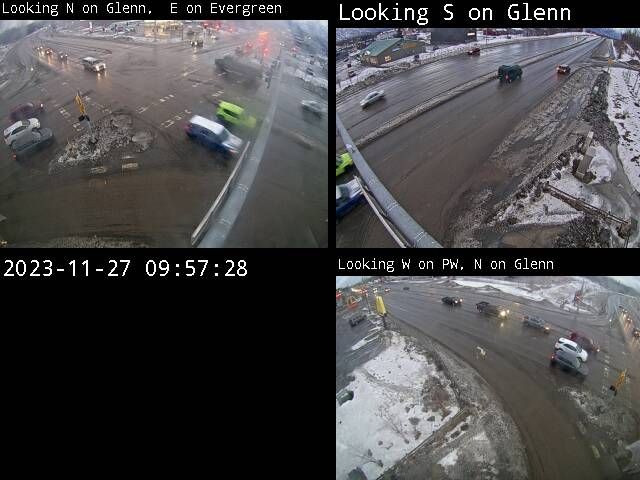 Looking N on Glenn, E on Evergreen
Looking S on Glenn
2023-11-27 09:57:28
Looking W on PW, N on Glenn